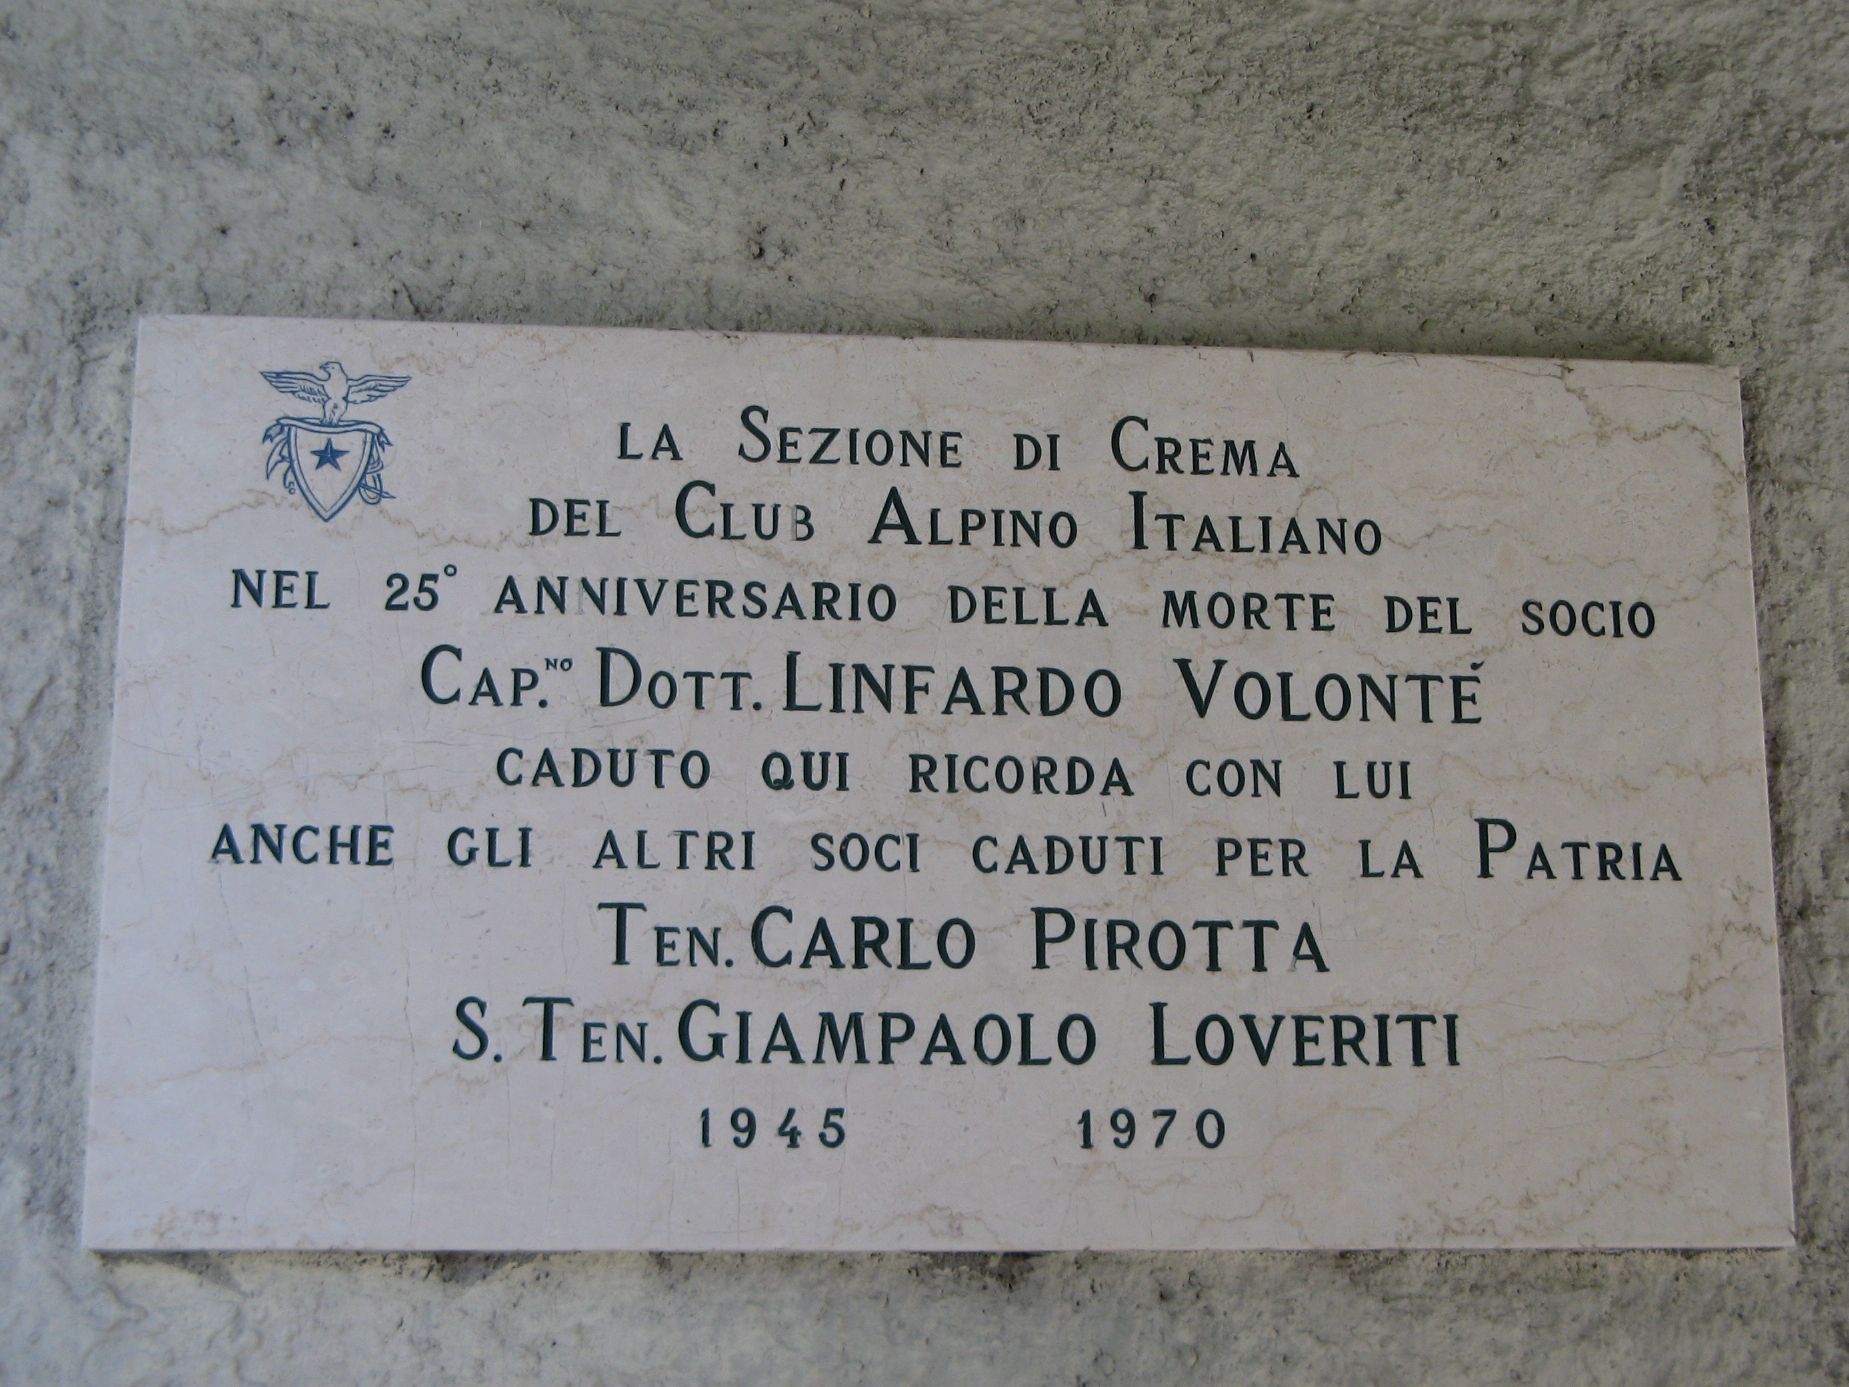 LA SEZIONE DI CREMA
DEL CLUB ALPINO ITALIANO
NEL 25° ANNIVERSARIO DELLA MORTE DEL SOCIO
CAP.NO DOTT. LINFARDO VOLONTÉ
CADUTO QUI RICORDA CON LUI
ANCHE GLI ALTRI SOCI CADUTI PER LA PATRIA
TEN. CARLO PIROTTA
S. TEN. GIAMPAOLO LOVERITI
1945 1970